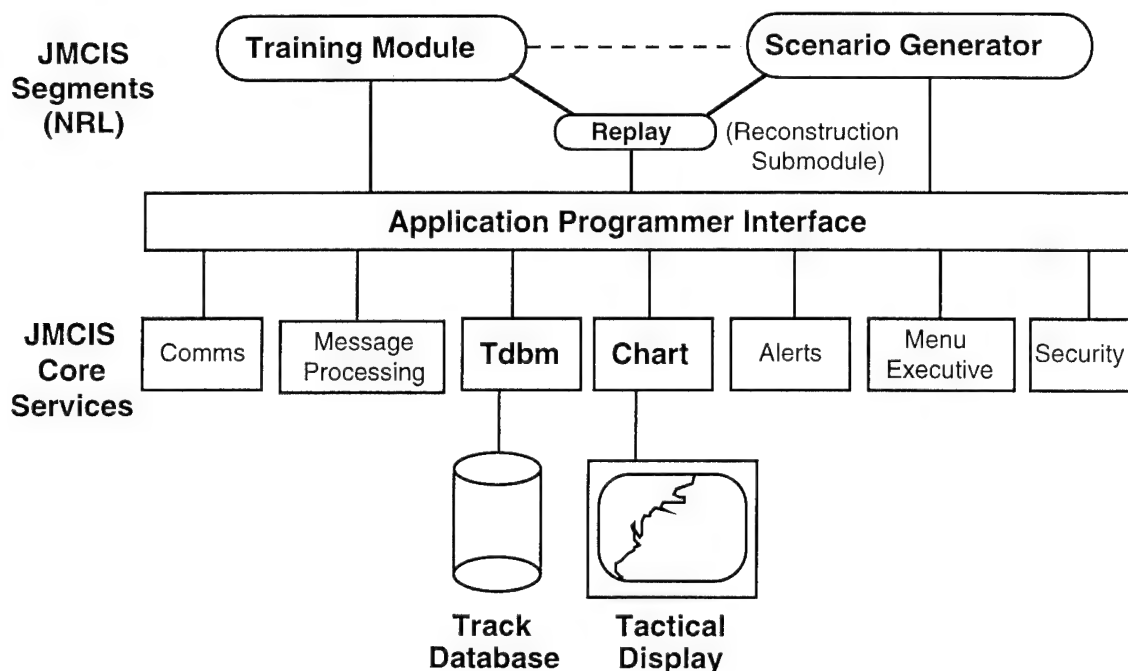 JMCIS
Segments
(NRL)
Training Module
Scenario Generator
Replay
(Reconstruction
Submodule)
Application Programmer Interface
JMCIS
Core
Services
Comms
Message
Processing
Tdbm
Chart
Alerts
Menu
Executive
Security
Track
Database
Tactical
Display